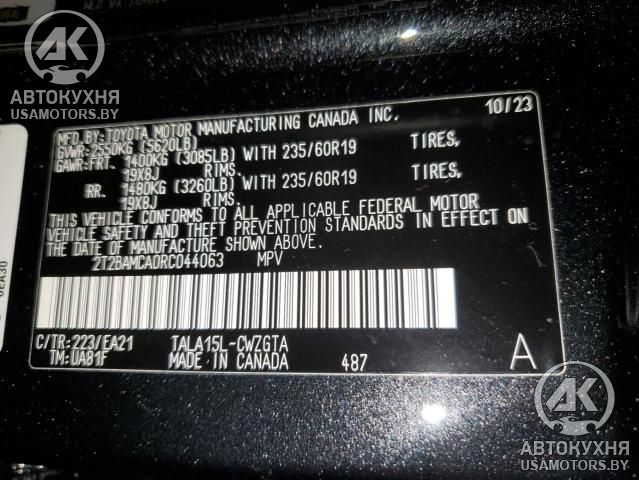 АК
АВТОКУХНЯ
USAMOTORS.BY
10/23
MFD.BY: TOYOTA MOTOR MANUFACTURING CANADA INC.
GVWR: 2550KG (5620LB)
GAWR: FRT. 1400KG (3085LB) WITH 235/60R19 TIRES,
19X8J RIMS.
RR. 1480KG (3260LB) WITH 235/60R19 TIRES,
19X8J RIMS.
THIS VEHICLE CONFORMS TO ALL APPLICABLE FEDERAL MOTOR
VEHICLE SAFETY AND THEFT PREVENTION STANDARDS IN EFFECT ON
THE DATE OF MANUFACTURE SHOWN ABOVE.
2T2BAMCA0RC044063 MPV
C/TR: 223/EA21 TALA15L-CWZGTA
TM: UA81F MADE IN CANADA 487 A
АК
АВТОКУХНЯ
USAMOTORS.BY